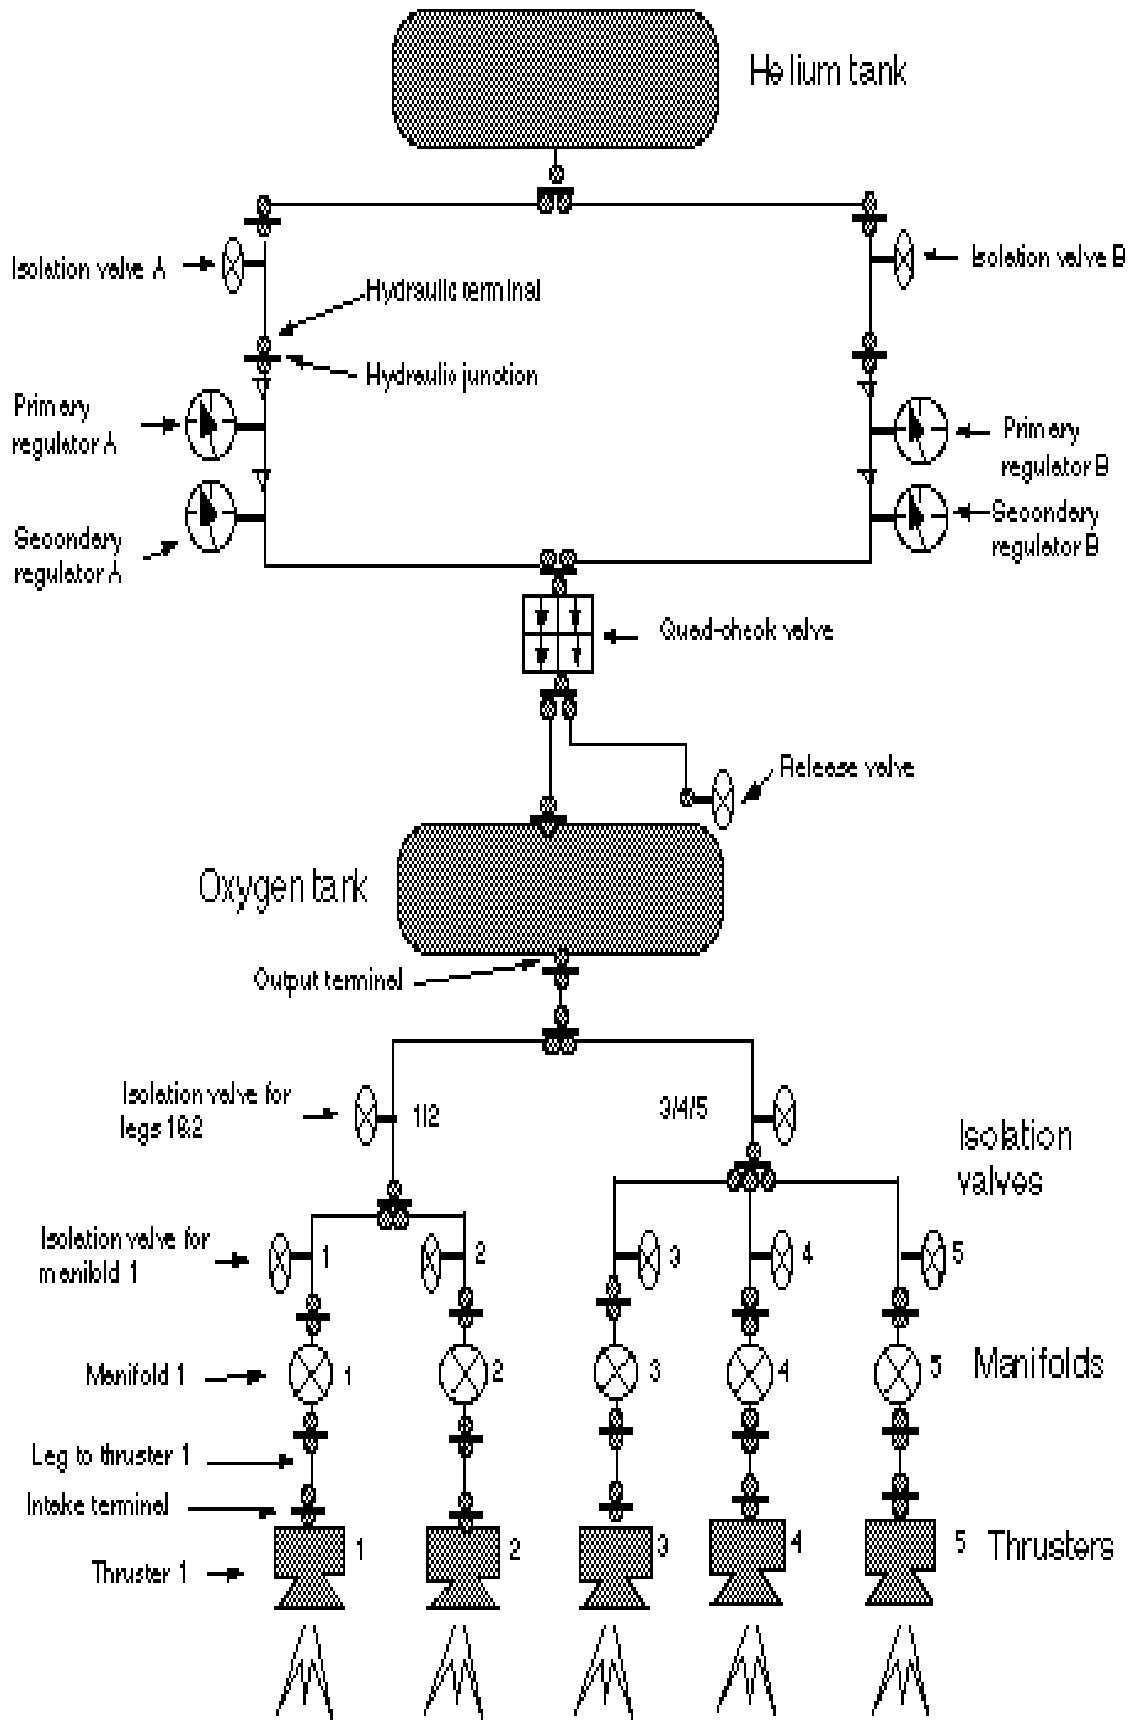 Helium tank
Isolation valve A
Isolation valve B
Hydraulic terminal
Hydraulic junction
Primary
regulator A
Primary
regulator B
Secondary
regulator A
Secondary
regulator B
Quad-check valve
Release valve
Oxygen tank
Output terminal
Isolation valve for
legs 1&2
1/2
3/4/5
Isolation
valves
Isolation valve for
manifold 1
1
2
3
4
5
Manifold 1
1
2
3
4
5
Manifolds
Leg to thruster 1
Intake terminal
Thruster 1
1
2
3
4
5
Thrusters